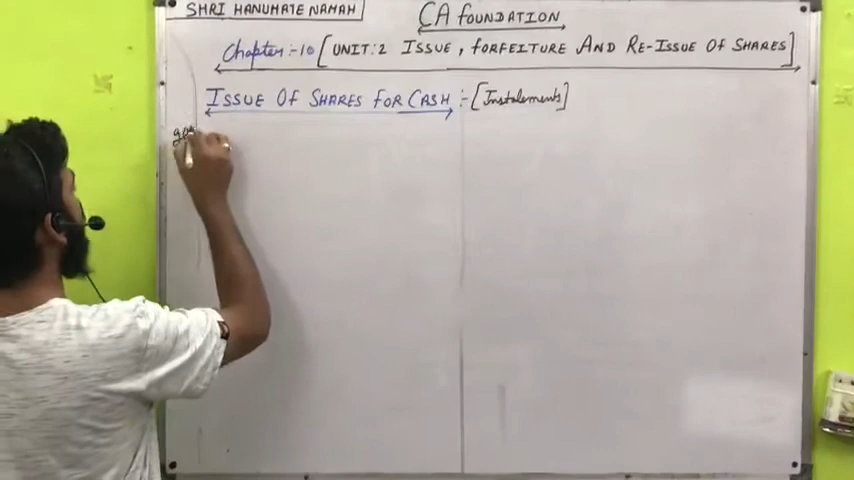 SHRI HANUMATE NAMAH
CA FOUNDATION
Chapter :- 10 [UNIT:2 ISSUE, FORFEITURE AND RE-ISSUE OF SHARES]
ISSUE OF SHARES FOR CASH :- [Instalements]